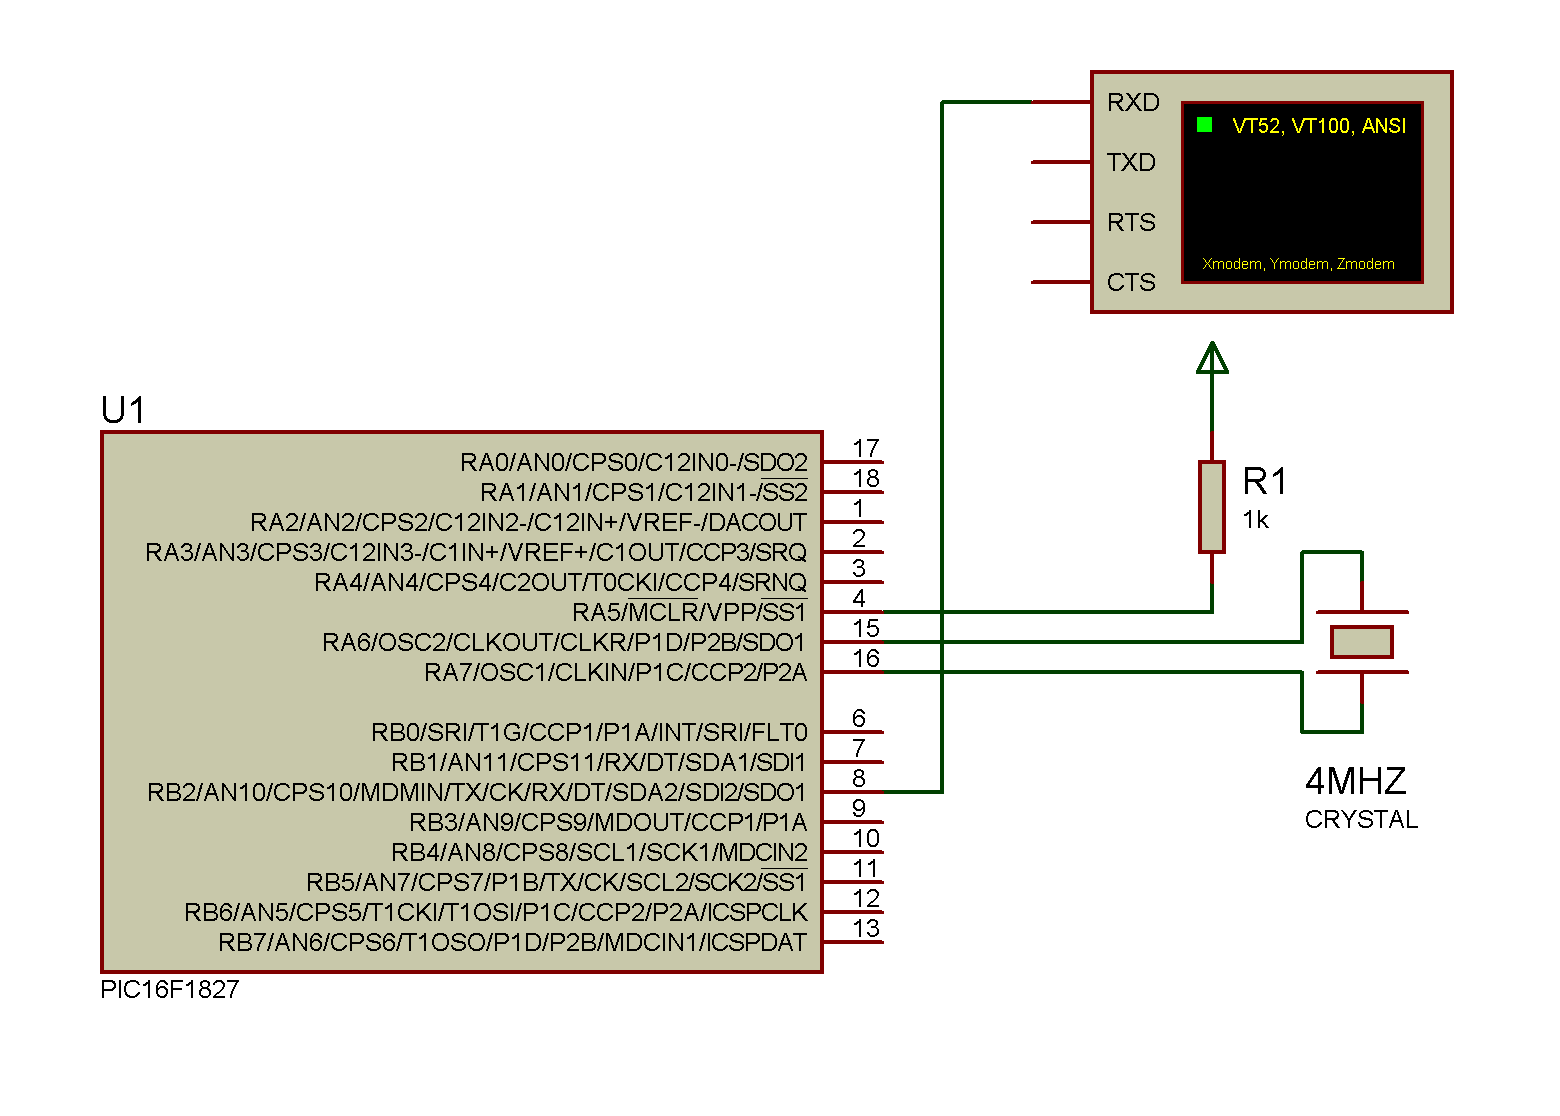 RXD
VT52, VT100, ANSI
TXD
RTS
Xmodem, Ymodem, Zmodem
CTS
U1
RA0/AN0/CPS0/C12IN0-/SDO2 17
RA1/AN1/CPS1/C12IN1-/SS2 18
RA2/AN2/CPS2/C12IN2-/C12IN+/VREF-/DACOUT 1
RA3/AN3/CPS3/C12IN3-/C1IN+/VREF+/C1OUT/CCP3/SRQ 2
RA4/AN4/CPS4/C2OUT/T0CKI/CCP4/SRNQ 3
RA5/MCLR/VPP/SS1 4
RA6/OSC2/CLKOUT/CLKR/P1D/P2B/SDO1 15
RA7/OSC1/CLKIN/P1C/CCP2/P2A 16
RB0/SRI/T1G/CCP1/P1A/INT/SRI/FLT0 6
RB1/AN11/CPS11/RX/DT/SDA1/SDI1 7
RB2/AN10/CPS10/MDMIN/TX/CK/RX/DT/SDA2/SDI2/SDO1 8
RB3/AN9/CPS9/MDOUT/CCP1/P1A 9
RB4/AN8/CPS8/SCL1/SCK1/MDCIN2 10
RB5/AN7/CPS7/P1B/TX/CK/SCL2/SCK2/SS1 11
RB6/AN5/CPS5/T1CKI/T1OSI/P1C/CCP2/P2A/ICSPCLK 12
RB7/AN6/CPS6/T1OSO/P1D/P2B/MDCIN1/ICSPDAT 13
PIC16F1827
R1
1k
4MHZ
CRYSTAL